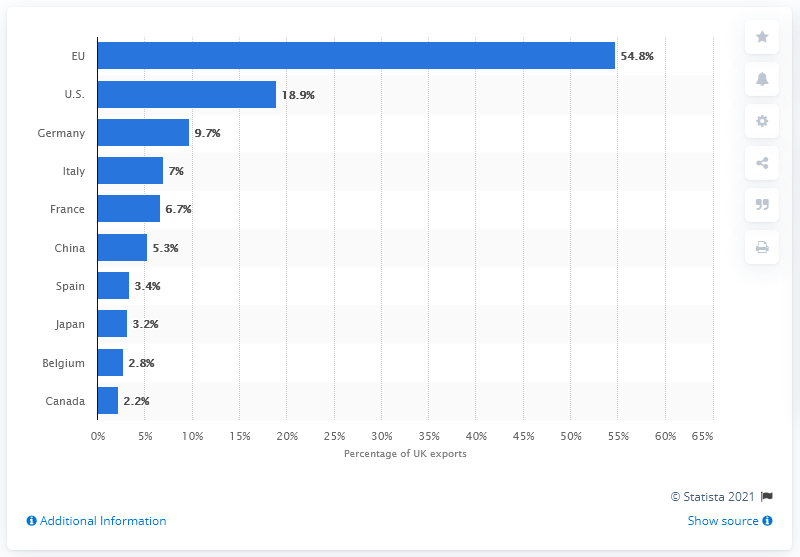 EU 54.8%
U.S. 18.9%
Germany 9.7%
Italy 7%
France 6.7%
China 5.3%
Spain 3.4%
Japan 3.2%
Belgium 2.8%
Canada 2.2%
0% 5% 10% 15% 20% 25% 30% 35% 40% 45% 50% 55% 60% 65%
Percentage of UK exports
© Statista 2021
Additional Information Show source